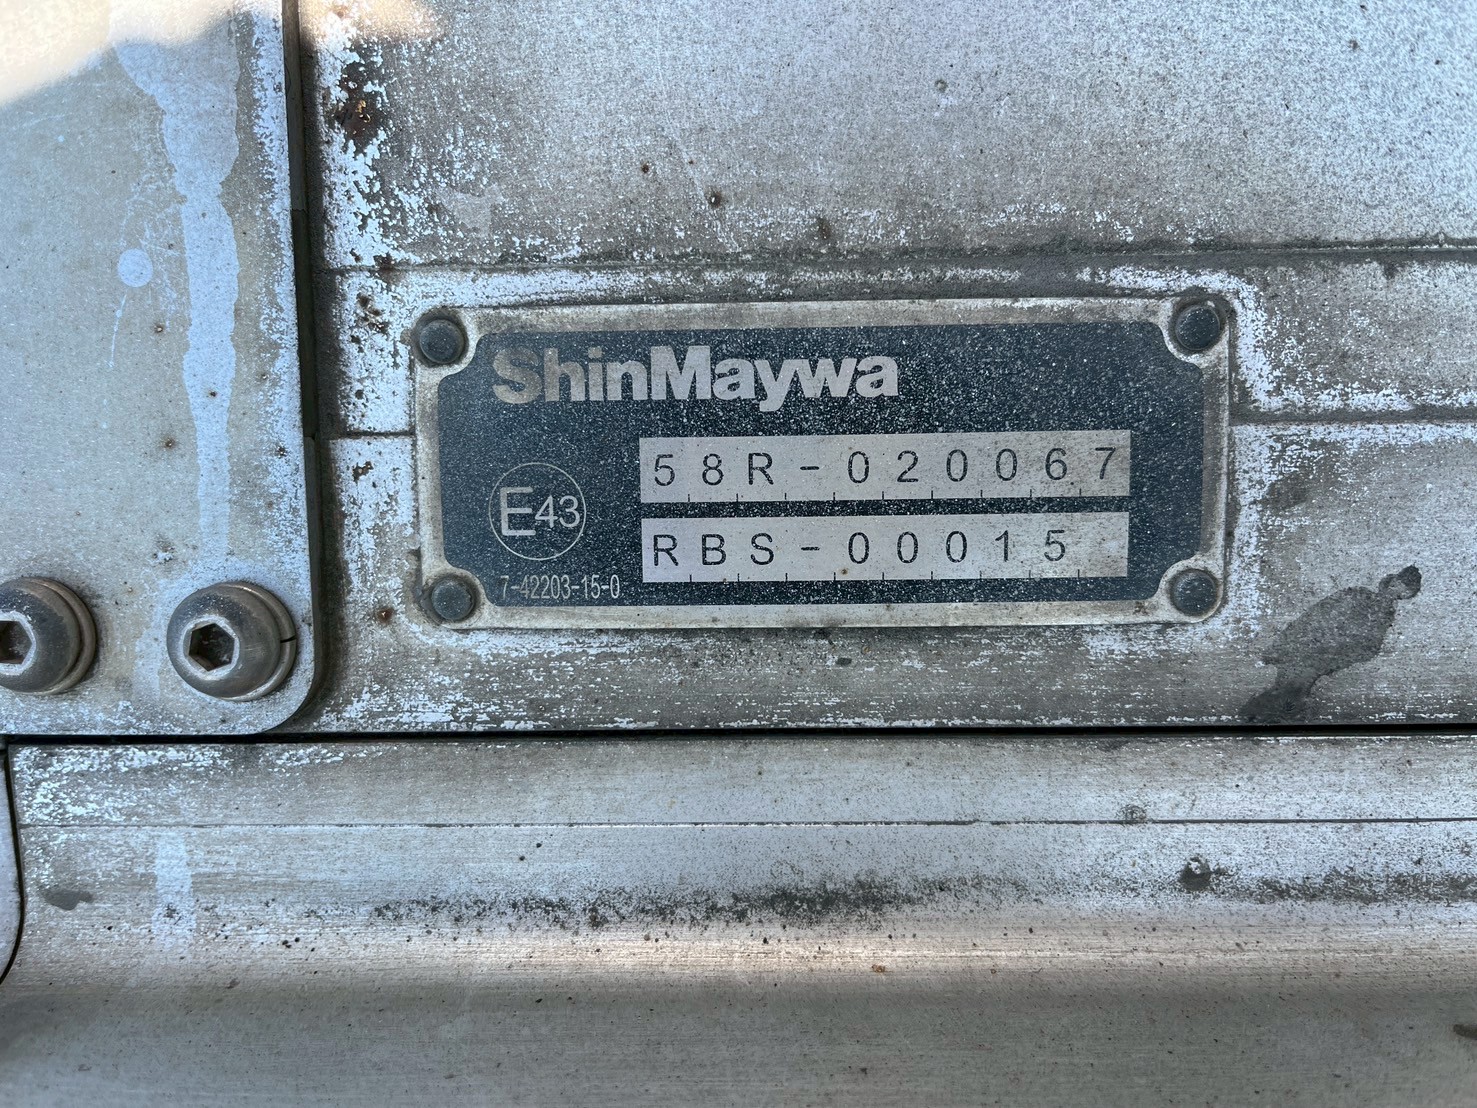 ShinMaywa
58R-020067
E43
RBS-00015
7-42203-15-0